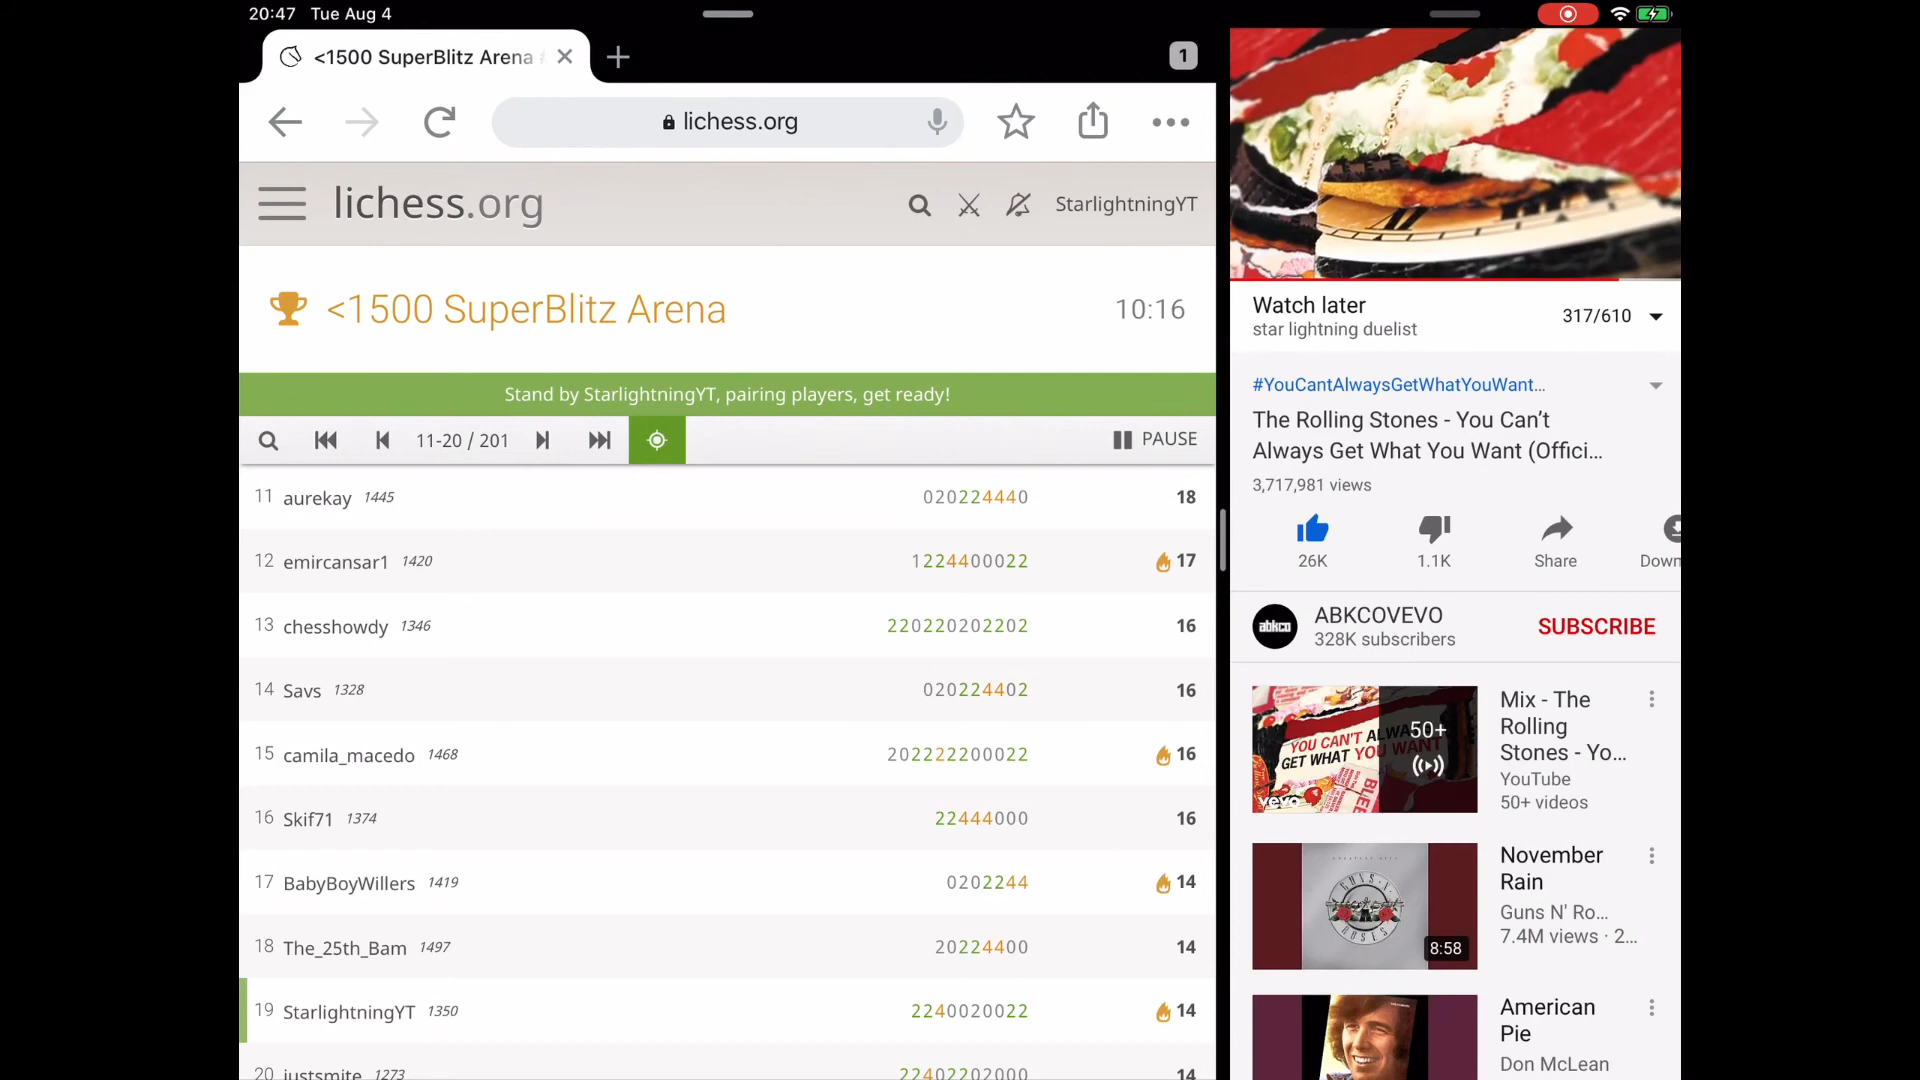 20:47 Tue Aug 4
<1500 SuperBlitz Arena
1
lichess.org
lichess.org
StarlightningYT
<1500 SuperBlitz Arena
10:16
Stand by StarlightningYT, pairing players, get ready!
11-20 / 201
PAUSE
11 aurekay 1445 020224440 18
12 emircansar1 1420 1224400022 17
13 chesshowdy 1346 220220202202 16
14 Savs 1328 020224402 16
15 camila_macedo 1468 202222200022 16
16 Skif71 1374 22444000 16
17 BabyBoyWillers 1419 0202244 14
18 The_25th_Bam 1497 20224400 14
19 StarlightningYT 1350 2240020022 14
20 justsmite 1273 22402202000 14
Watch later
star lightning duelist
317/610
#YouCantAlwaysGetWhatYouWant...
The Rolling Stones - You Can’t
Always Get What You Want (Offici...
3,717,981 views
26K
1.1K
Share
Down
abkco
ABKCOVEVO
328K subscribers
SUBSCRIBE
YOU CAN'T ALWA
GET WHAT YOU WANT
vevo
50+
Mix - The
Rolling
Stones - Yo...
YouTube
50+ videos
GUNS N'
ROSES
8:58
November
Rain
Guns N' Ro...
7.4M views · 2...
American
Pie
Don McLean